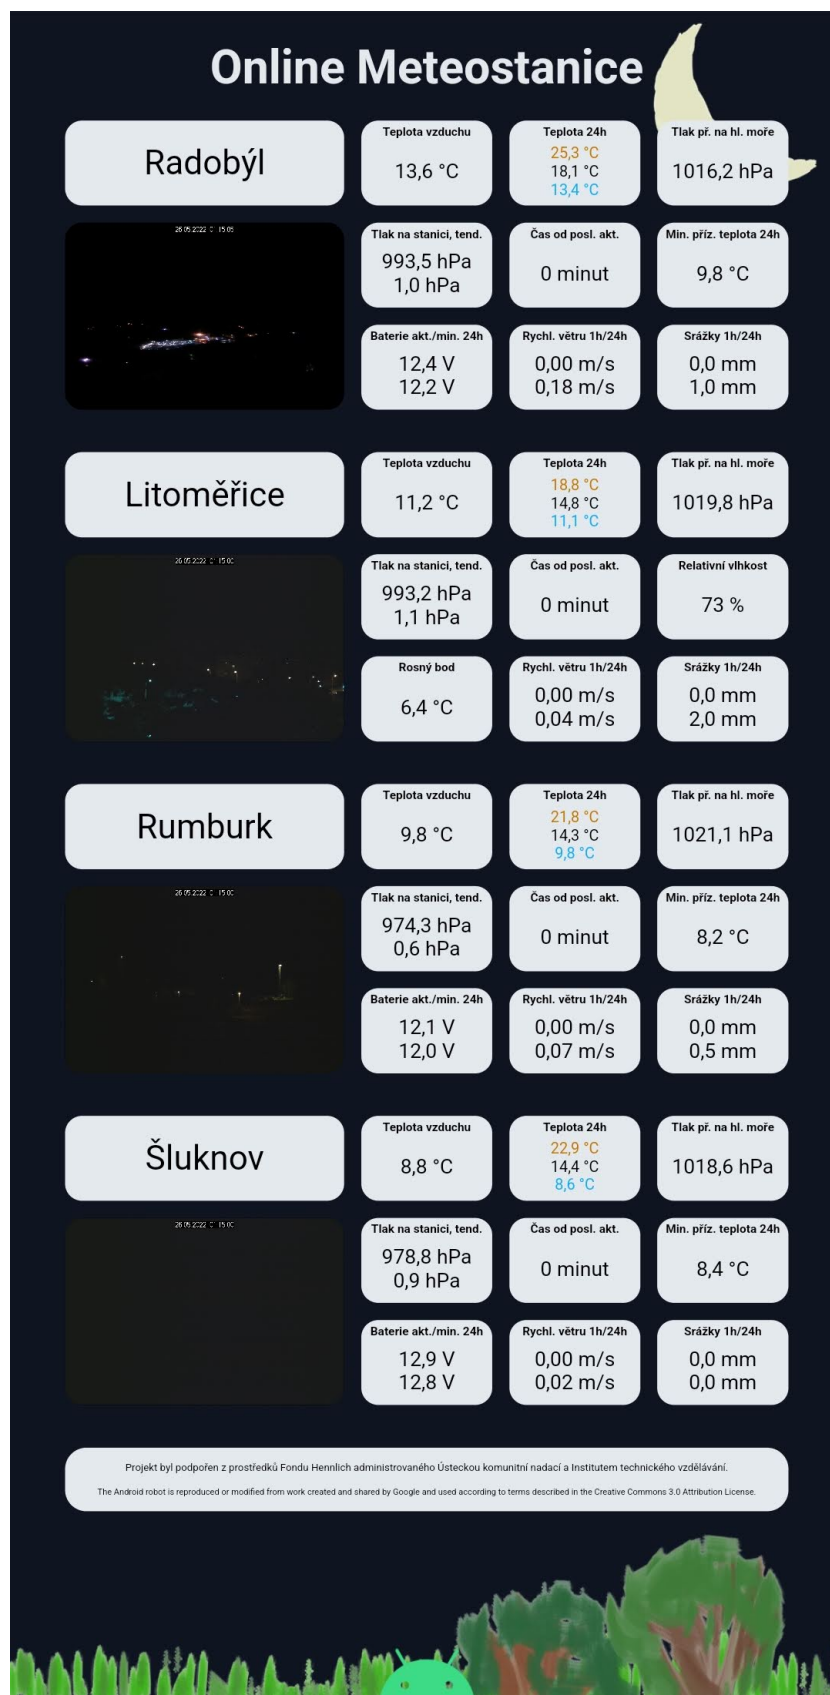 Online Meteostanice
Radobýl
Teplota vzduchu
13,6 °C
Teplota 24h
25,3 °C
18,1 °C
13,4 °C
Tlak př. na hl. moře
1016,2 hPa
Tlak na stanici, tend.
993,5 hPa
1,0 hPa
Čas od posl. akt.
0 minut
Min. příz. teplota 24h
9,8 °C
Baterie akt./min. 24h
12,4 V
12,2 V
Rychl. větru 1h/24h
0,00 m/s
0,18 m/s
Srážky 1h/24h
0,0 mm
1,0 mm
Litoměřice
Teplota vzduchu
11,2 °C
Teplota 24h
18,8 °C
14,8 °C
11,1 °C
Tlak př. na hl. moře
1019,8 hPa
Tlak na stanici, tend.
993,2 hPa
1,1 hPa
Čas od posl. akt.
0 minut
Relativní vlhkost
73 %
Rosný bod
6,4 °C
Rychl. větru 1h/24h
0,00 m/s
0,04 m/s
Srážky 1h/24h
0,0 mm
2,0 mm
Rumburk
Teplota vzduchu
9,8 °C
Teplota 24h
21,8 °C
14,3 °C
9,8 °C
Tlak př. na hl. moře
1021,1 hPa
Tlak na stanici, tend.
974,3 hPa
0,6 hPa
Čas od posl. akt.
0 minut
Min. příz. teplota 24h
8,2 °C
Baterie akt./min. 24h
12,1 V
12,0 V
Rychl. větru 1h/24h
0,00 m/s
0,07 m/s
Srážky 1h/24h
0,0 mm
0,5 mm
Šluknov
Teplota vzduchu
8,8 °C
Teplota 24h
22,9 °C
14,4 °C
8,6 °C
Tlak př. na hl. moře
1018,6 hPa
Tlak na stanici, tend.
978,8 hPa
0,9 hPa
Čas od posl. akt.
0 minut
Min. příz. teplota 24h
8,4 °C
Baterie akt./min. 24h
12,9 V
12,8 V
Rychl. větru 1h/24h
0,00 m/s
0,02 m/s
Srážky 1h/24h
0,0 mm
0,0 mm
Projekt byl podpořen z prostředků Fondu Hennlich administrovaného Ústeckou komunitní nadací a Institutem technického vzdělávání.
The Android robot is reproduced or modified from work created and shared by Google and used according to terms described in the Creative Commons 3.0 Attribution License.